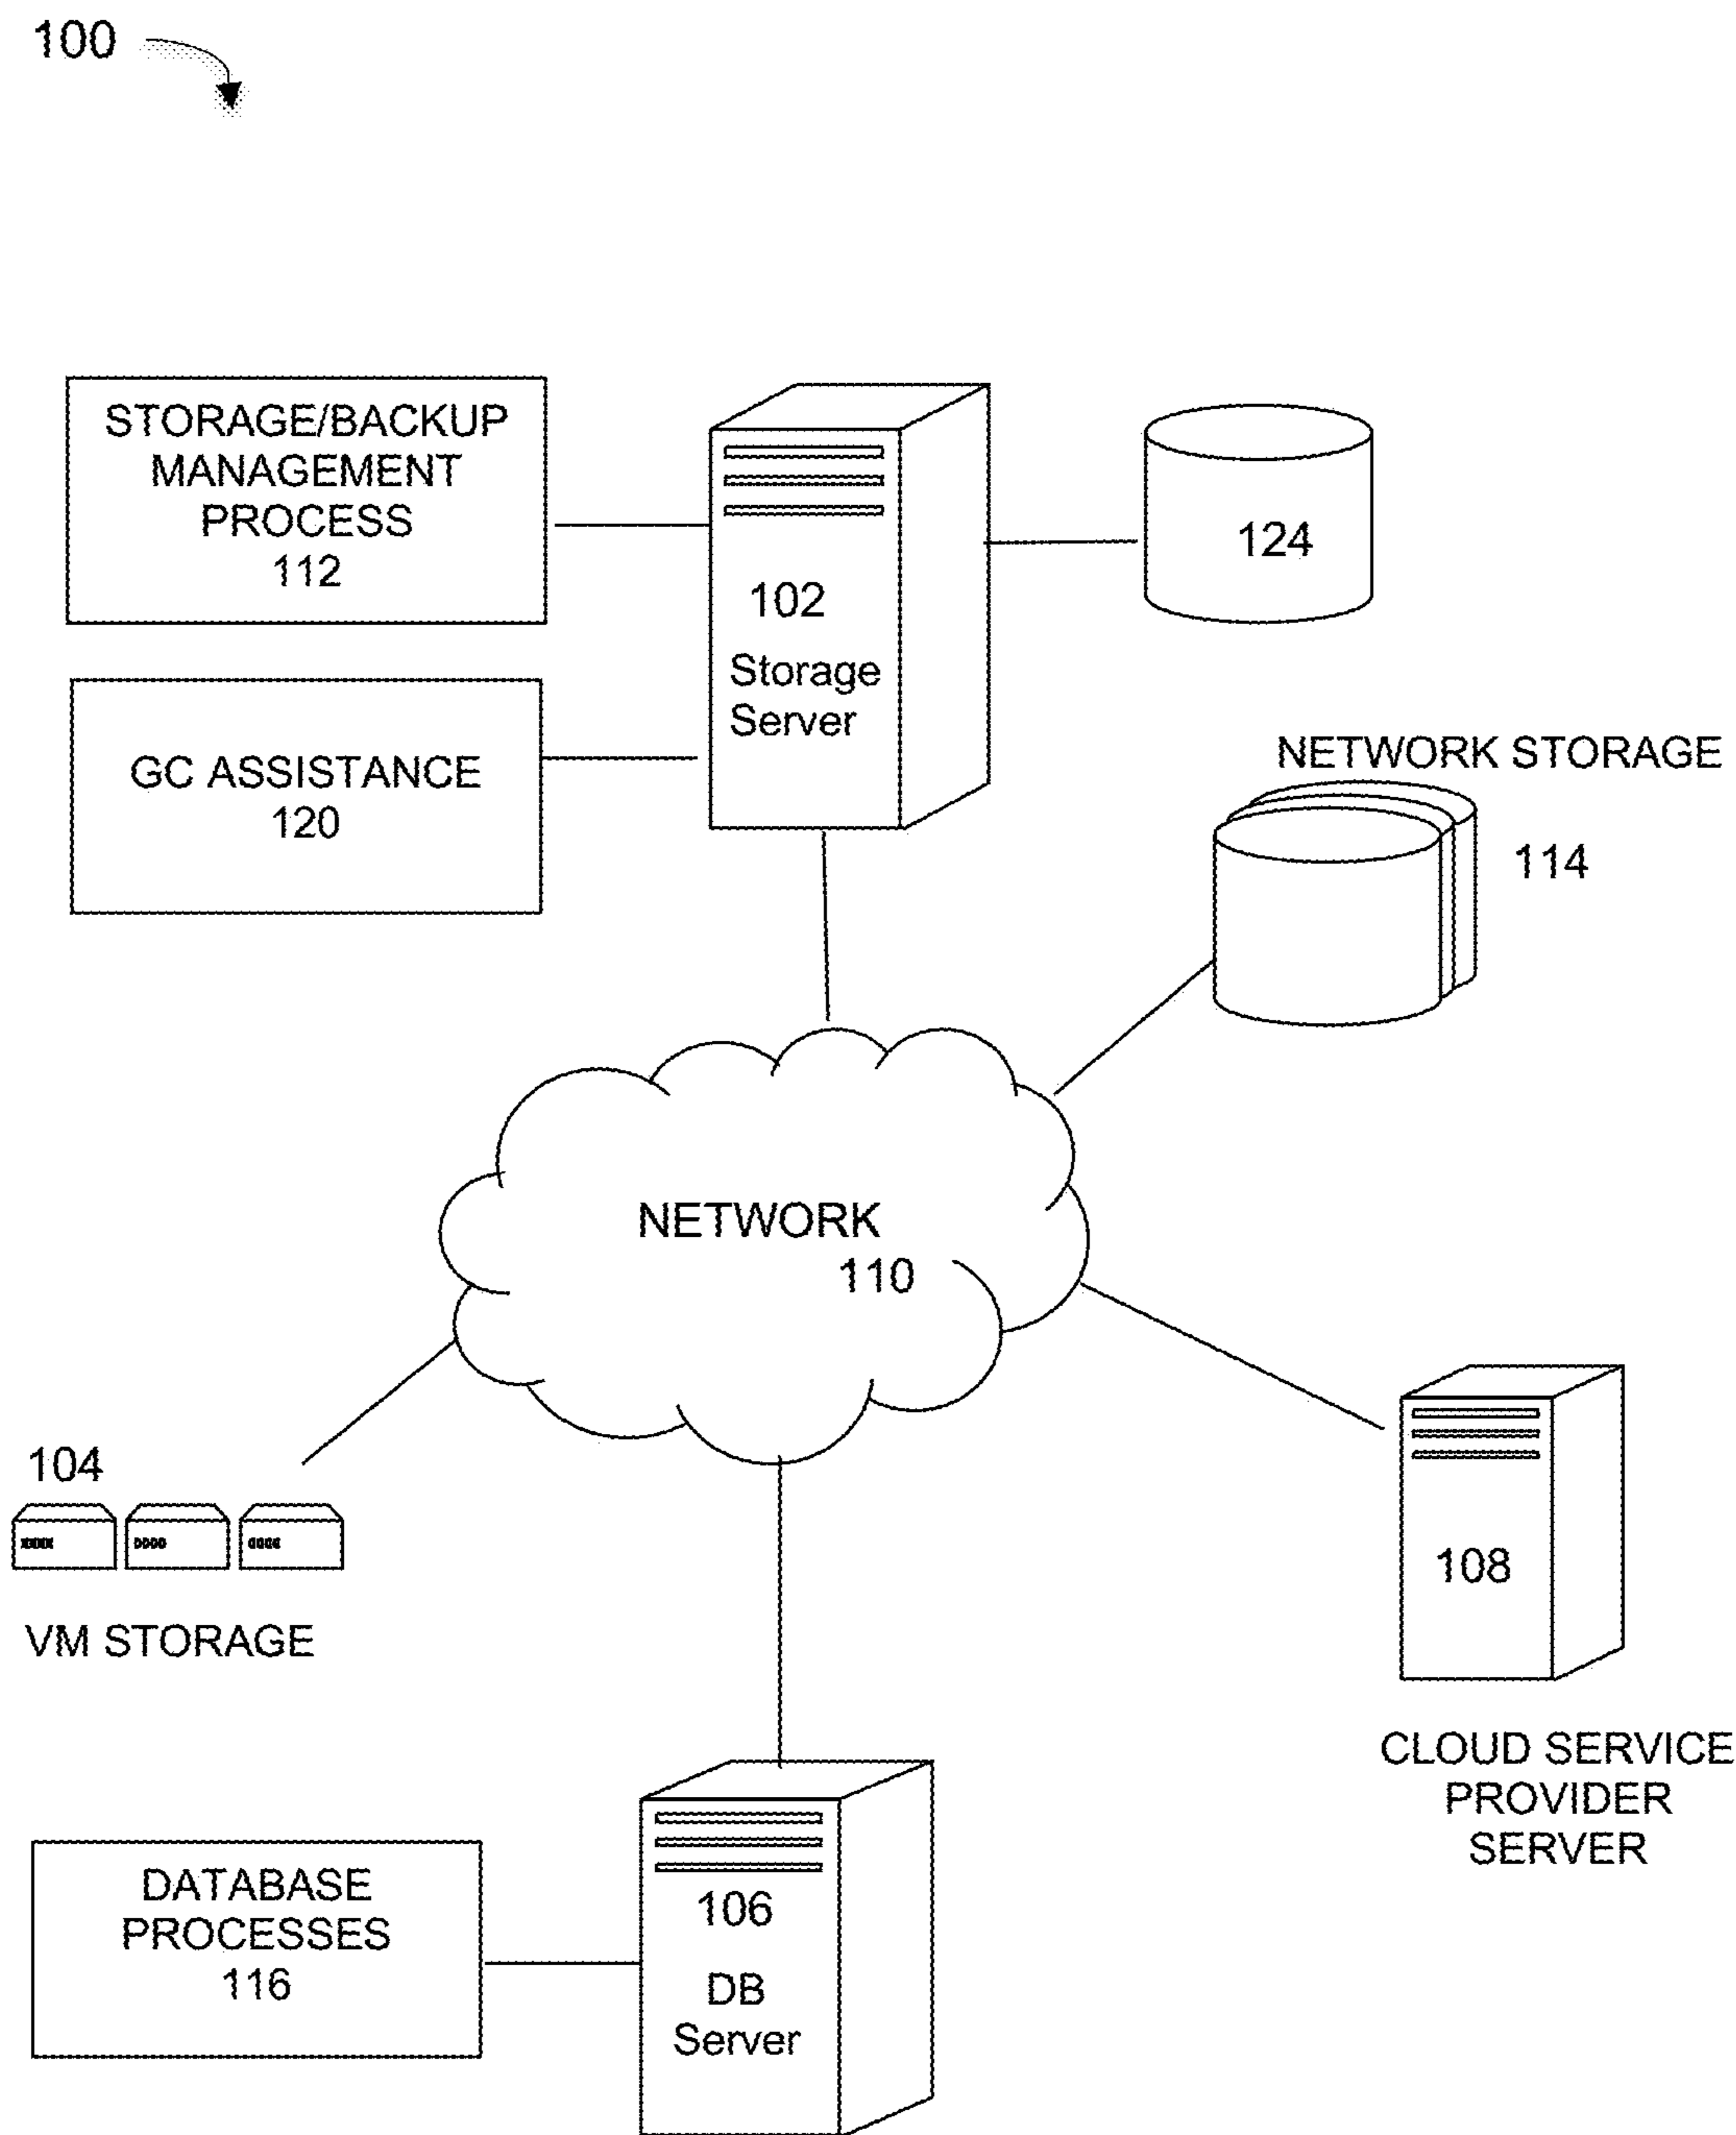 100
STORAGE/BACKUP
MANAGEMENT
PROCESS
112
102
Storage
Server
124
GC ASSISTANCE
120
NETWORK STORAGE
114
NETWORK
110
104
VM STORAGE
108
CLOUD SERVICE
PROVIDER
SERVER
DATABASE
PROCESSES
116
106
DB
Server